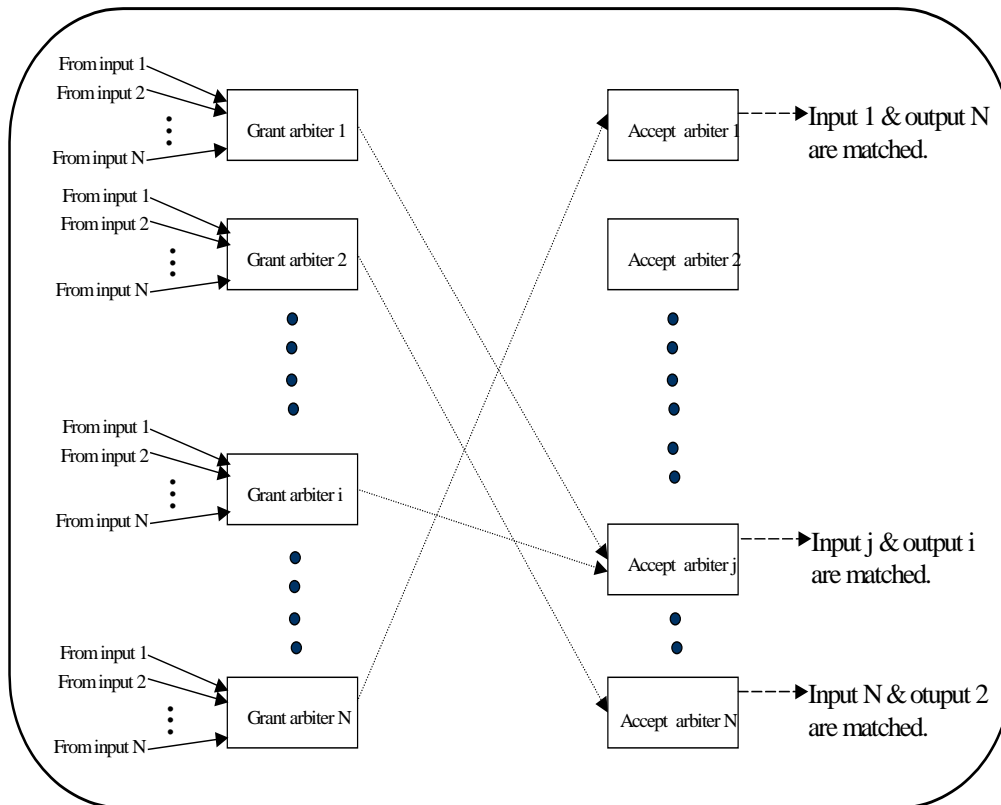 From input 1
From input 2
From input N
Grant arbiter 1
Accept arbiter 1
Input 1 & output N
are matched.
From input 1
From input 2
From input N
Grant arbiter 2
Accept arbiter 2
From input 1
From input 2
From input N
Grant arbiter i
Accept arbiter j
Input j & output i
are matched.
From input 1
From input 2
From input N
Grant arbiter N
Accept arbiter N
Input N & otuput 2
are matched.